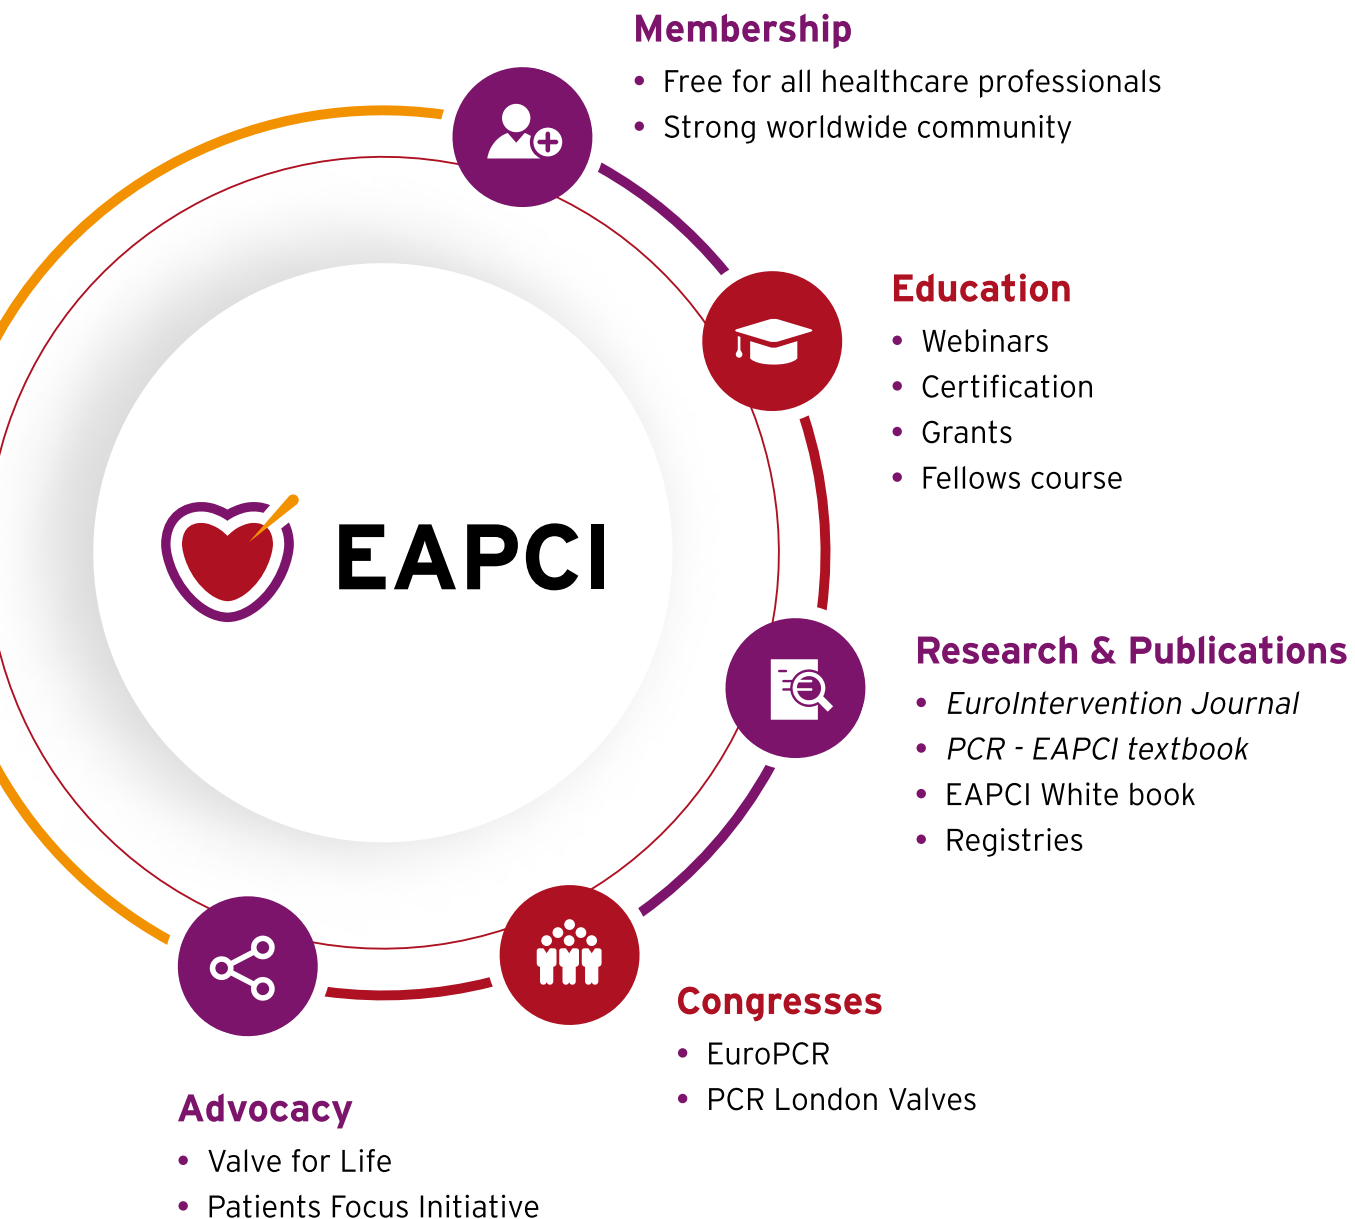 Membership
• Free for all healthcare professionals
• Strong worldwide community
Education
• Webinars
• Certification
• Grants
• Fellows course
EAPCI
Research & Publications
• EuroIntervention Journal
• PCR - EAPCI textbook
• EAPCI White book
• Registries
Congresses
• EuroPCR
• PCR London Valves
Advocacy
• Valve for Life
• Patients Focus Initiative